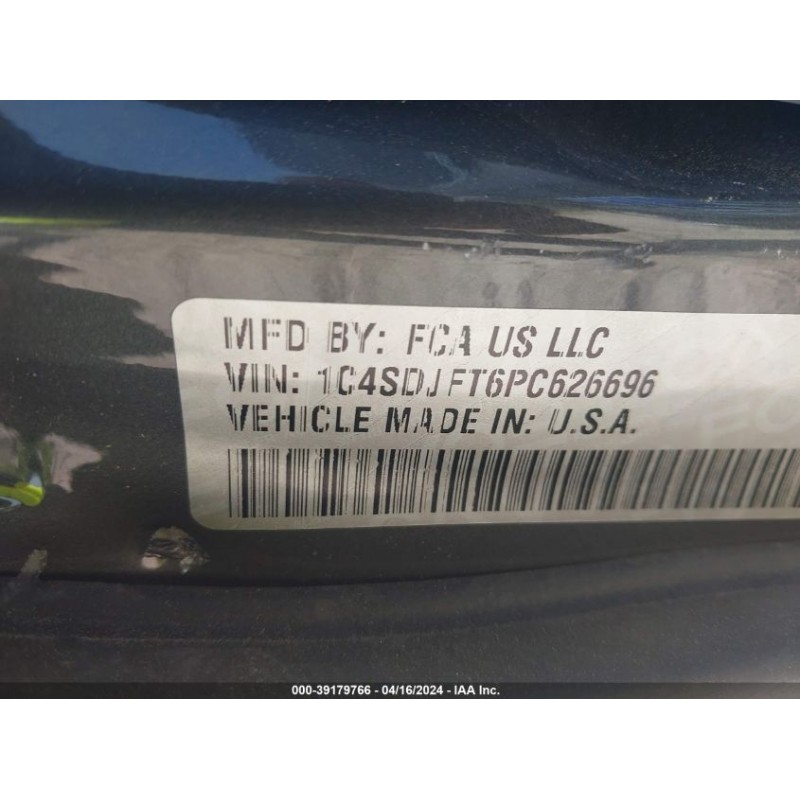 MFD BY: FCA US LLC
VIN: 1C4SDJFT6PC626696
VEHICLE MADE IN: U.S.A.
000-39179766 - 04/16/2024 - IAA Inc.